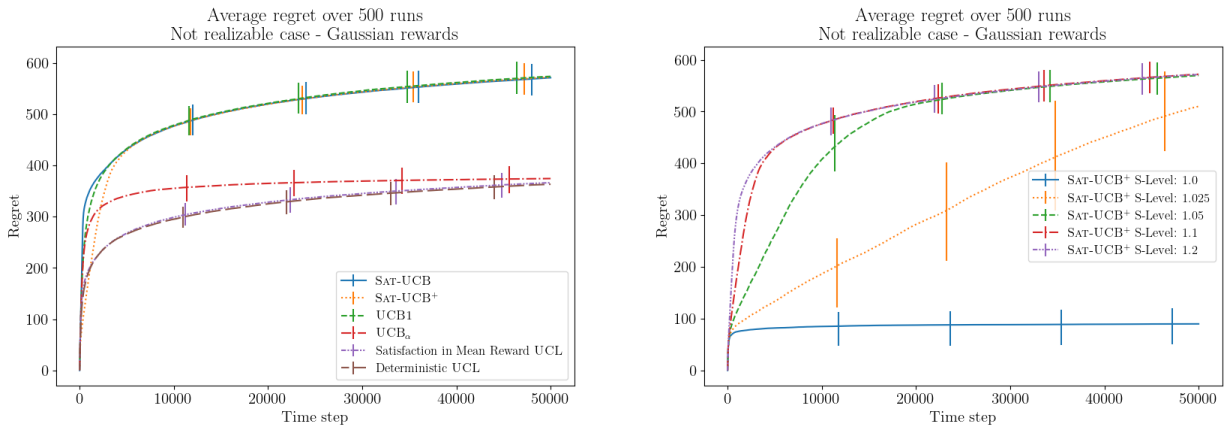 Average regret over 500 runs
Not realizable case - Gaussian rewards
600
500
400
300
200
100
0
Regret
0
10000
20000
30000
40000
50000
Time step
SAT-UCB
SAT-UCB⁺
UCB1
UCBα
Satisfaction in Mean Reward UCL
Deterministic UCL
Average regret over 500 runs
Not realizable case - Gaussian rewards
600
500
400
300
200
100
0
Regret
0
10000
20000
30000
40000
50000
Time step
SAT-UCB⁺ S-Level: 1.0
SAT-UCB⁺ S-Level: 1.025
SAT-UCB⁺ S-Level: 1.05
SAT-UCB⁺ S-Level: 1.1
SAT-UCB⁺ S-Level: 1.2